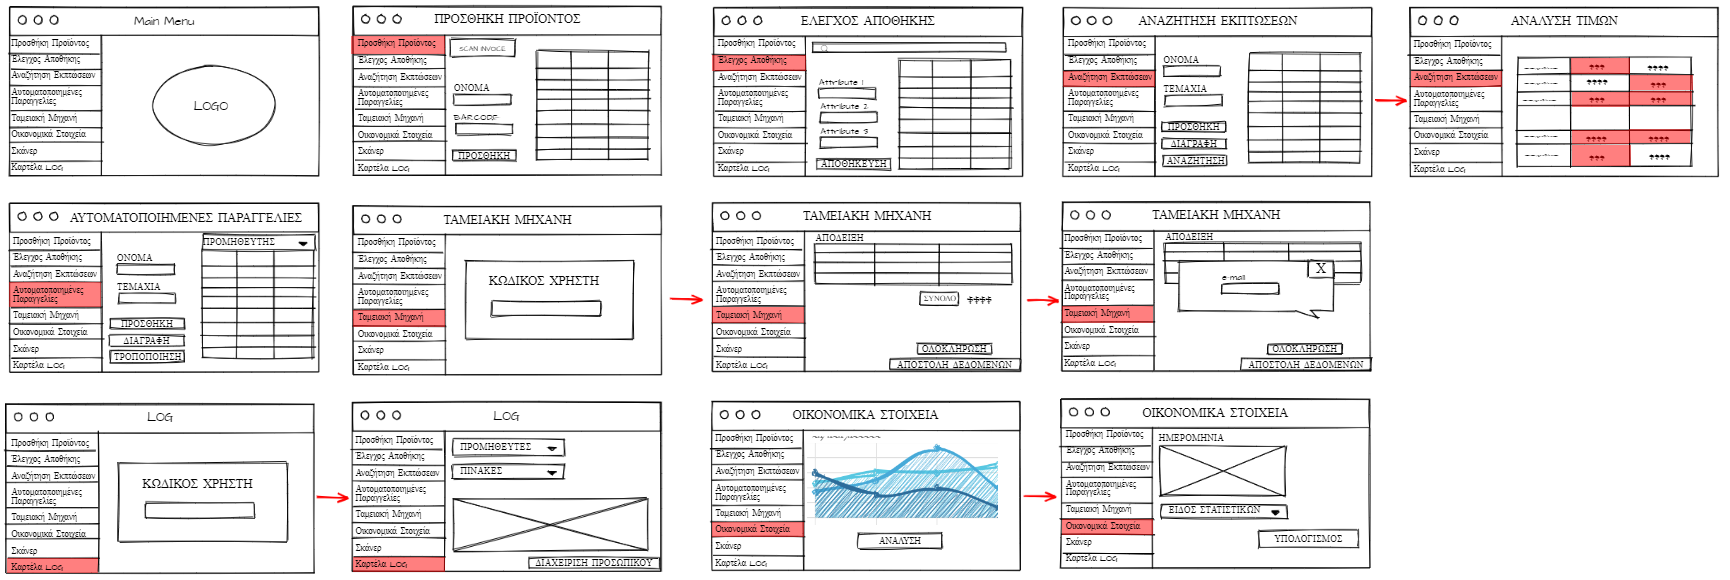 Main Menu
Προσθήκη Προϊόντος
Έλεγχος Αποθήκης
Αναζήτηση Εκπτώσεων
Αυτοματοποιημένες
Παραγγελίες
Ταμειακή Μηχανή
Οικονομικά Στοιχεία
Σκάνερ
Καρτέλα LOG
LOGO
ΠΡΟΣΘΗΚΗ ΠΡΟΪΟΝΤΟΣ
Προσθήκη Προϊόντος
Έλεγχος Αποθήκης
Αναζήτηση Εκπτώσεων
Αυτοματοποιημένες
Παραγγελίες
Ταμειακή Μηχανή
Οικονομικά Στοιχεία
Σκάνερ
Καρτέλα LOG
SCAN INVOICE
ΟΝΟΜΑ
BARCODE
ΠΡΟΣΘΗΚΗ
ΕΛΕΓΧΟΣ ΑΠΟΘΗΚΗΣ
Προσθήκη Προϊόντος
Έλεγχος Αποθήκης
Αναζήτηση Εκπτώσεων
Αυτοματοποιημένες
Παραγγελίες
Ταμειακή Μηχανή
Οικονομικά Στοιχεία
Σκάνερ
Καρτέλα LOG
Attribute 1
Attribute 2
Attribute 3
ΑΠΟΘΗΚΕΥΣΗ
ΑΝΑΖΗΤΗΣΗ ΕΚΠΤΩΣΕΩΝ
Προσθήκη Προϊόντος
Έλεγχος Αποθήκης
Αναζήτηση Εκπτώσεων
Αυτοματοποιημένες
Παραγγελίες
Ταμειακή Μηχανή
Οικονομικά Στοιχεία
Σκάνερ
Καρτέλα LOG
ΟΝΟΜΑ
ΤΕΜΑΧΙΑ
ΠΡΟΣΘΗΚΗ
ΔΙΑΓΡΑΦΗ
ΑΝΑΖΗΤΗΣΗ
ΑΝΑΛΥΣΗ ΤΙΜΩΝ
Προσθήκη Προϊόντος
Έλεγχος Αποθήκης
Αναζήτηση Εκπτώσεων
Αυτοματοποιημένες
Παραγγελίες
Ταμειακή Μηχανή
Οικονομικά Στοιχεία
Σκάνερ
Καρτέλα LOG
ΑΥΤΟΜΑΤΟΠΟΙΗΜΕΝΕΣ ΠΑΡΑΓΓΕΛΙΕΣ
Προσθήκη Προϊόντος
Έλεγχος Αποθήκης
Αναζήτηση Εκπτώσεων
Αυτοματοποιημένες
Παραγγελίες
Ταμειακή Μηχανή
Οικονομικά Στοιχεία
Σκάνερ
Καρτέλα LOG
ΠΡΟΜΗΘΕΥΤΗΣ
ΟΝΟΜΑ
ΤΕΜΑΧΙΑ
ΠΡΟΣΘΗΚΗ
ΔΙΑΓΡΑΦΗ
ΤΡΟΠΟΠΟΙΗΣΗ
ΤΑΜΕΙΑΚΗ ΜΗΧΑΝΗ
Προσθήκη Προϊόντος
Έλεγχος Αποθήκης
Αναζήτηση Εκπτώσεων
Αυτοματοποιημένες
Παραγγελίες
Ταμειακή Μηχανή
Οικονομικά Στοιχεία
Σκάνερ
Καρτέλα LOG
ΚΩΔΙΚΟΣ ΧΡΗΣΤΗ
ΤΑΜΕΙΑΚΗ ΜΗΧΑΝΗ
Προσθήκη Προϊόντος
Έλεγχος Αποθήκης
Αναζήτηση Εκπτώσεων
Αυτοματοποιημένες
Παραγγελίες
Ταμειακή Μηχανή
Οικονομικά Στοιχεία
Σκάνερ
Καρτέλα LOG
ΑΠΟΔΕΙΞΗ
ΣΥΝΟΛΟ
ΟΛΟΚΛΗΡΩΣΗ
ΑΠΟΣΤΟΛΗ ΔΕΔΟΜΕΝΩΝ
ΤΑΜΕΙΑΚΗ ΜΗΧΑΝΗ
Προσθήκη Προϊόντος
Έλεγχος Αποθήκης
Αναζήτηση Εκπτώσεων
Αυτοματοποιημένες
Παραγγελίες
Ταμειακή Μηχανή
Οικονομικά Στοιχεία
Σκάνερ
Καρτέλα LOG
ΑΠΟΔΕΙΞΗ
X
e-mail
ΟΛΟΚΛΗΡΩΣΗ
ΑΠΟΣΤΟΛΗ ΔΕΔΟΜΕΝΩΝ
LOG
Προσθήκη Προϊόντος
Έλεγχος Αποθήκης
Αναζήτηση Εκπτώσεων
Αυτοματοποιημένες
Παραγγελίες
Ταμειακή Μηχανή
Οικονομικά Στοιχεία
Σκάνερ
Καρτέλα LOG
ΚΩΔΙΚΟΣ ΧΡΗΣΤΗ
LOG
Προσθήκη Προϊόντος
Έλεγχος Αποθήκης
Αναζήτηση Εκπτώσεων
Αυτοματοποιημένες
Παραγγελίες
Ταμειακή Μηχανή
Οικονομικά Στοιχεία
Σκάνερ
Καρτέλα LOG
ΠΡΟΜΗΘΕΥΤΕΣ
ΠΙΝΑΚΕΣ
ΔΙΑΧΕΙΡΙΣΗ ΠΡΟΣΩΠΙΚΟΥ
ΟΙΚΟΝΟΜΙΚΑ ΣΤΟΙΧΕΙΑ
Προσθήκη Προϊόντος
Έλεγχος Αποθήκης
Αναζήτηση Εκπτώσεων
Αυτοματοποιημένες
Παραγγελίες
Ταμειακή Μηχανή
Οικονομικά Στοιχεία
Σκάνερ
Καρτέλα LOG
ΑΝΑΛΥΣΗ
ΟΙΚΟΝΟΜΙΚΑ ΣΤΟΙΧΕΙΑ
Προσθήκη Προϊόντος
Έλεγχος Αποθήκης
Αναζήτηση Εκπτώσεων
Αυτοματοποιημένες
Παραγγελίες
Ταμειακή Μηχανή
Οικονομικά Στοιχεία
Σκάνερ
Καρτέλα LOG
ΗΜΕΡΟΜΗΝΙΑ
ΕΙΔΟΣ ΣΤΑΤΙΣΤΙΚΩΝ
ΥΠΟΛΟΓΙΣΜΟΣ